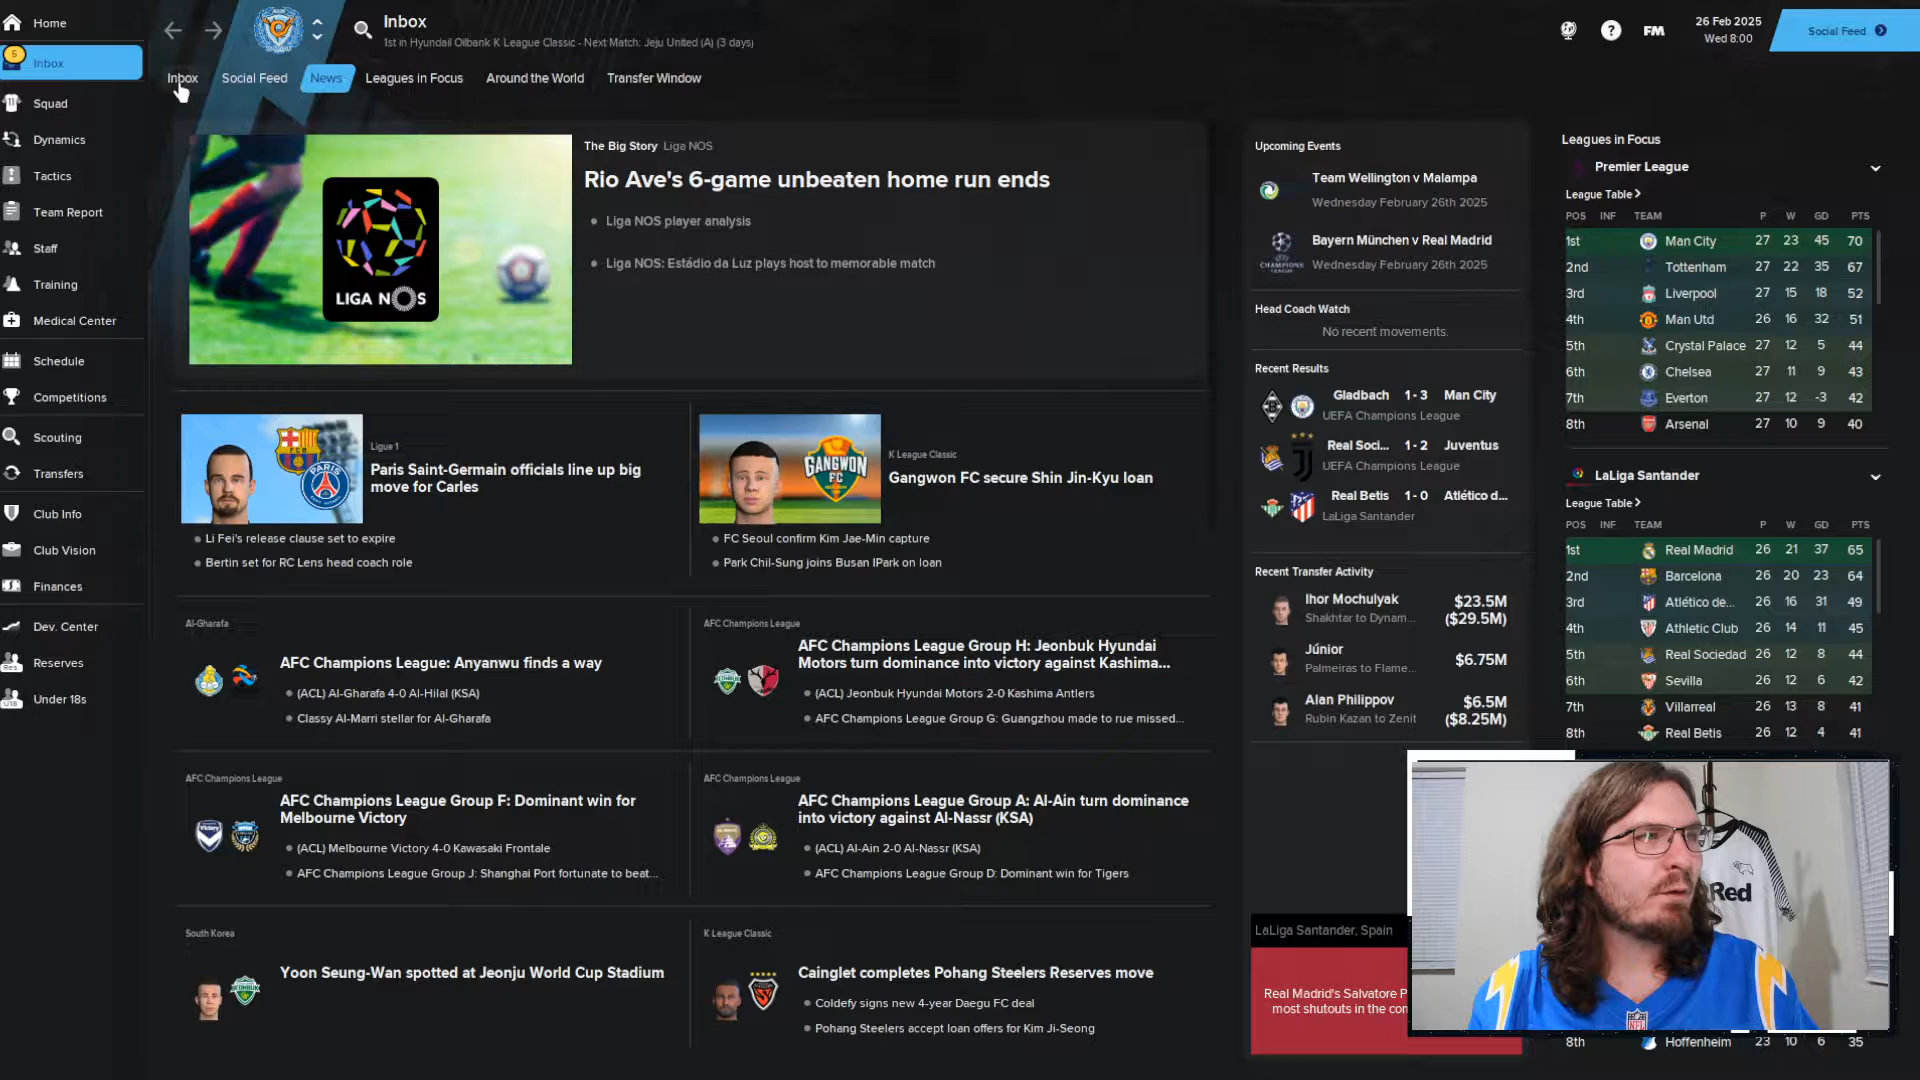 Home
5
Inbox
Squad
Dynamics
Tactics
Team Report
Staff
Training
Medical Center
Schedule
Competitions
Scouting
Transfers
Club Info
Club Vision
Finances
Dev. Center
Reserves
Under 18s
Inbox
1st in Hyundail Oilbank K League Classic - Next Match: Jeju United (A) (3 days)
FM
26 Feb 2025
Wed 8:00
Social Feed
Inbox
Social Feed
News
Leagues in Focus
Around the World
Transfer Window
LIGA NOS
The Big Story Liga NOS
Rio Ave's 6-game unbeaten home run ends
Liga NOS player analysis
Liga NOS: Estádio da Luz plays host to memorable match
Ligue 1
Paris Saint-Germain officials line up big
move for Carles
Li Fei's release clause set to expire
Bertin set for RC Lens head coach role
GANGWON
FC
K League Classic
Gangwon FC secure Shin Jin-Kyu loan
FC Seoul confirm Kim Jae-Min capture
Park Chil-Sung joins Busan IPark on loan
Al-Gharafa
AFC Champions League: Anyanwu finds a way
(ACL) Al-Gharafa 4-0 Al-Hilal (KSA)
Classy Al-Marri stellar for Al-Gharafa
AFC Champions League
AFC Champions League Group H: Jeonbuk Hyundai
Motors turn dominance into victory against Kashima...
(ACL) Jeonbuk Hyundai Motors 2-0 Kashima Antlers
AFC Champions League Group G: Guangzhou made to rue missed...
AFC Champions League
AFC Champions League Group F: Dominant win for
Melbourne Victory
(ACL) Melbourne Victory 4-0 Kawasaki Frontale
AFC Champions League Group J: Shanghai Port fortunate to beat...
AFC Champions League
AFC Champions League Group A: Al-Ain turn dominance
into victory against Al-Nassr (KSA)
(ACL) Al-Ain 2-0 Al-Nassr (KSA)
AFC Champions League Group D: Dominant win for Tigers
South Korea
Yoon Seung-Wan spotted at Jeonju World Cup Stadium
K League Classic
Cainglet completes Pohang Steelers Reserves move
Coldefy signs new 4-year Daegu FC deal
Pohang Steelers accept loan offers for Kim Ji-Seong
Upcoming Events
Team Wellington v Malampa
Wednesday February 26th 2025
Bayern München v Real Madrid
Wednesday February 26th 2025
Head Coach Watch
No recent movements.
Recent Results
Gladbach 1 - 3 Man City
UEFA Champions League
Real Soci... 1 - 2 Juventus
UEFA Champions League
Real Betis 1 - 0 Atlético d...
LaLiga Santander
Recent Transfer Activity
Ihor Mochulyak $23.5M
Shakhtar to Dynam... ($29.5M)
Júnior $6.75M
Palmeiras to Flame...
Alan Philippov $6.5M
Rubin Kazan to Zenit ($8.25M)
LaLiga Santander, Spain
Real Madrid's Salvatore P
most shutouts in the con
Leagues in Focus
Premier League
League Table
POS INF TEAM P W GD PTS
1st Man City 27 23 45 70
2nd Tottenham 27 22 35 67
3rd Liverpool 27 15 18 52
4th Man Utd 26 16 32 51
5th Crystal Palace 27 12 5 44
6th Chelsea 27 11 9 43
7th Everton 27 12 -3 42
8th Arsenal 27 10 9 40
LaLiga Santander
League Table
POS INF TEAM P W GD PTS
1st Real Madrid 26 21 37 65
2nd Barcelona 26 20 23 64
3rd Atlético de... 26 16 31 49
4th Athletic Club 26 14 11 45
5th Real Sociedad 26 12 8 44
6th Sevilla 26 12 6 42
7th Villarreal 26 13 8 41
8th Real Betis 26 12 4 41
Red
NFL
8th Hoffenheim 23 10 6 35